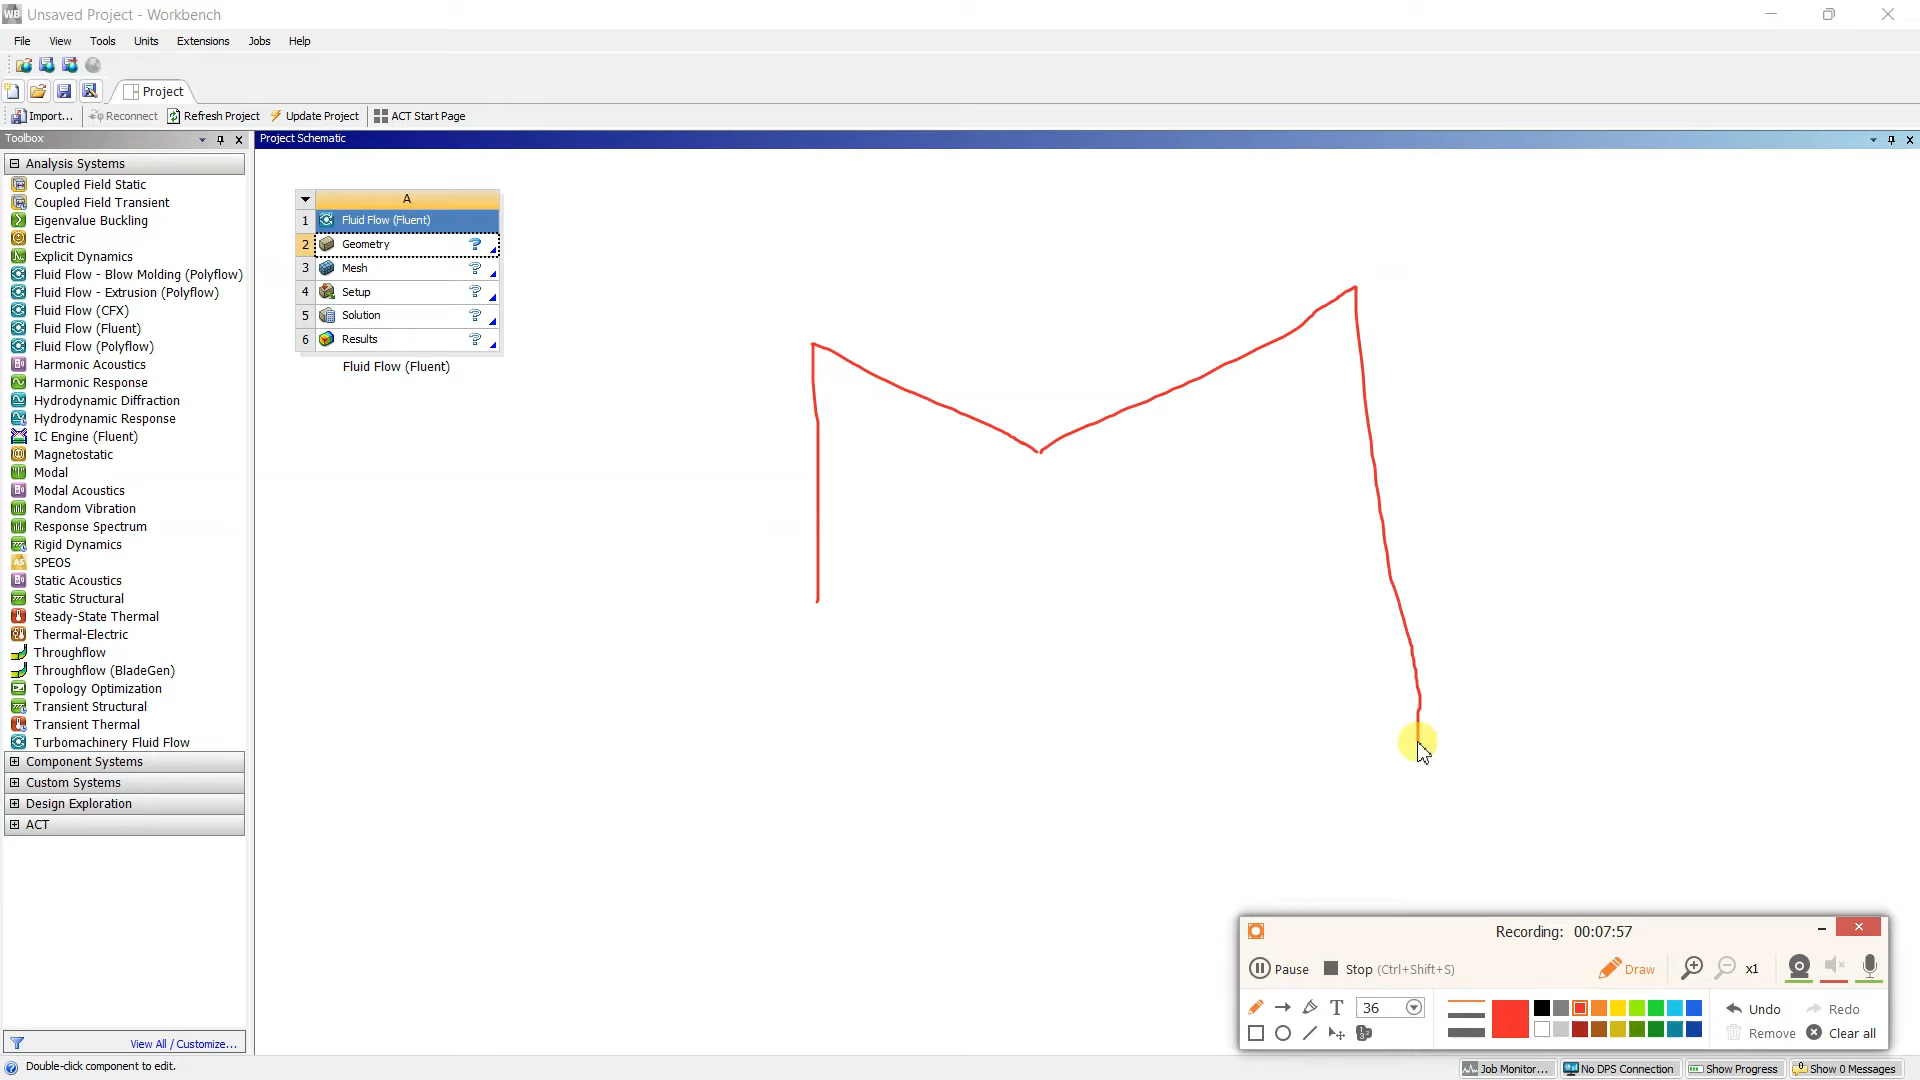 WB Unsaved Project - Workbench
File View Tools Units Extensions Jobs Help
Project
Import... Reconnect Refresh Project Update Project ACT Start Page
Toolbox
Analysis Systems
Coupled Field Static
Coupled Field Transient
Eigenvalue Buckling
Electric
Explicit Dynamics
Fluid Flow - Blow Molding (Polyflow)
Fluid Flow - Extrusion (Polyflow)
Fluid Flow (CFX)
Fluid Flow (Fluent)
Fluid Flow (Polyflow)
Harmonic Acoustics
Harmonic Response
Hydrodynamic Diffraction
Hydrodynamic Response
IC Engine (Fluent)
Magnetostatic
Modal
Modal Acoustics
Random Vibration
Response Spectrum
Rigid Dynamics
SPEOS
Static Acoustics
Static Structural
Steady-State Thermal
Thermal-Electric
Throughflow
Throughflow (BladeGen)
Topology Optimization
Transient Structural
Transient Thermal
Turbomachinery Fluid Flow
Component Systems
Custom Systems
Design Exploration
ACT
View All / Customize...
Project Schematic
A
1 Fluid Flow (Fluent)
2 Geometry ?
3 Mesh ?
4 Setup ?
5 Solution ?
6 Results ?
Fluid Flow (Fluent)
Recording: 00:07:57
Pause Stop (Ctrl+Shift+S) Draw x1
T 36 Undo Redo
Remove Clear all
Double-click component to edit.
Job Monitor... No DPS Connection Show Progress Show 0 Messages